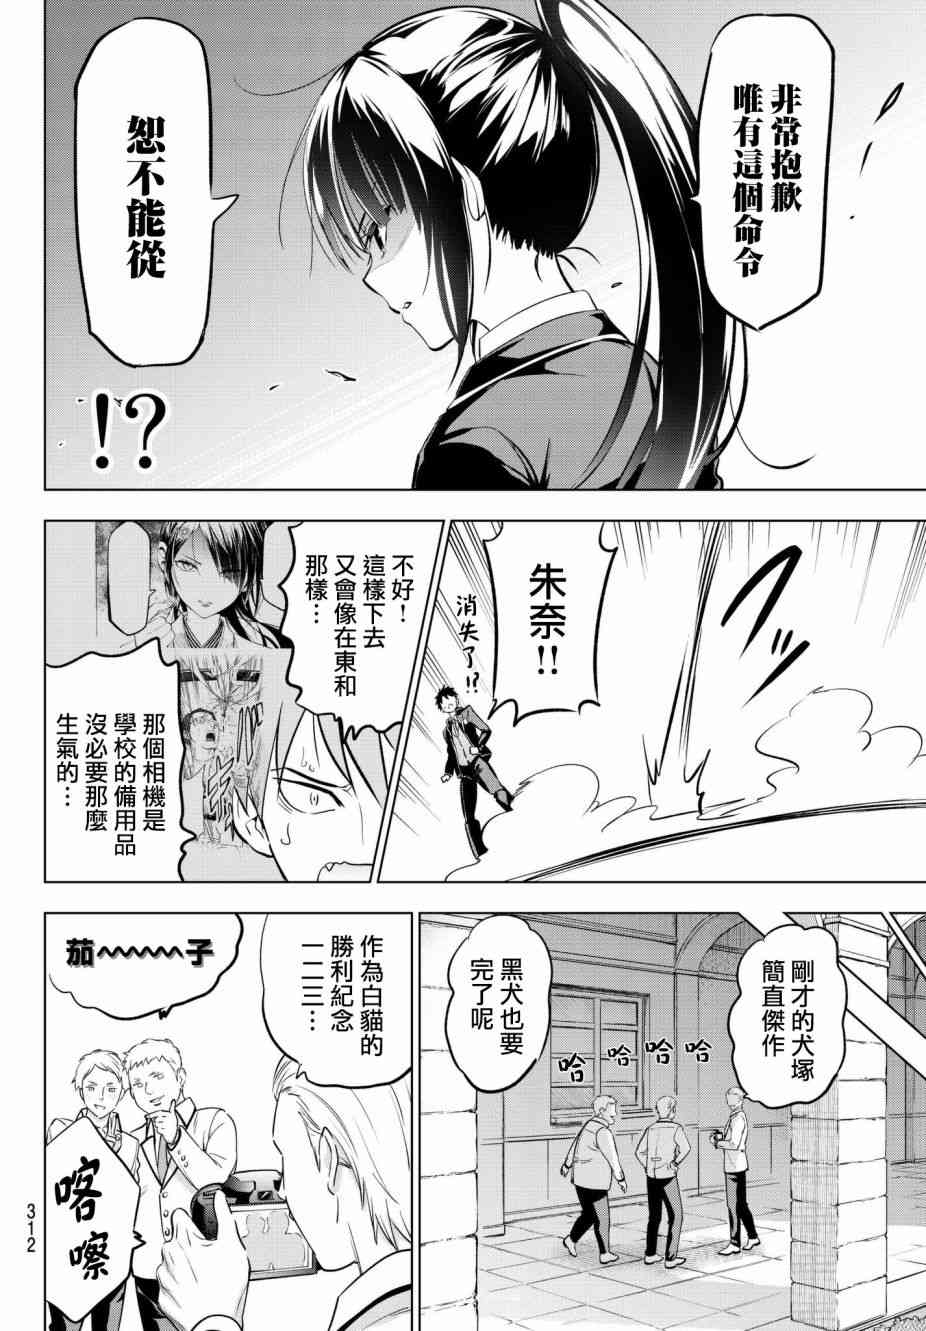 非常抱歉
唯有這個命令
恕不能從
!?
朱奈!!
消失了!?
不好！
這樣下去
又會像在東和
那樣…
那個相機是
學校的備用品
沒必要那麼
生氣的…
剛才的犬塚
簡直傑作
哈哈哈哈
黑犬也要
完了呢
作為白貓的
勝利紀念
一二三…
茄~~~~~~子
喀嚓
312